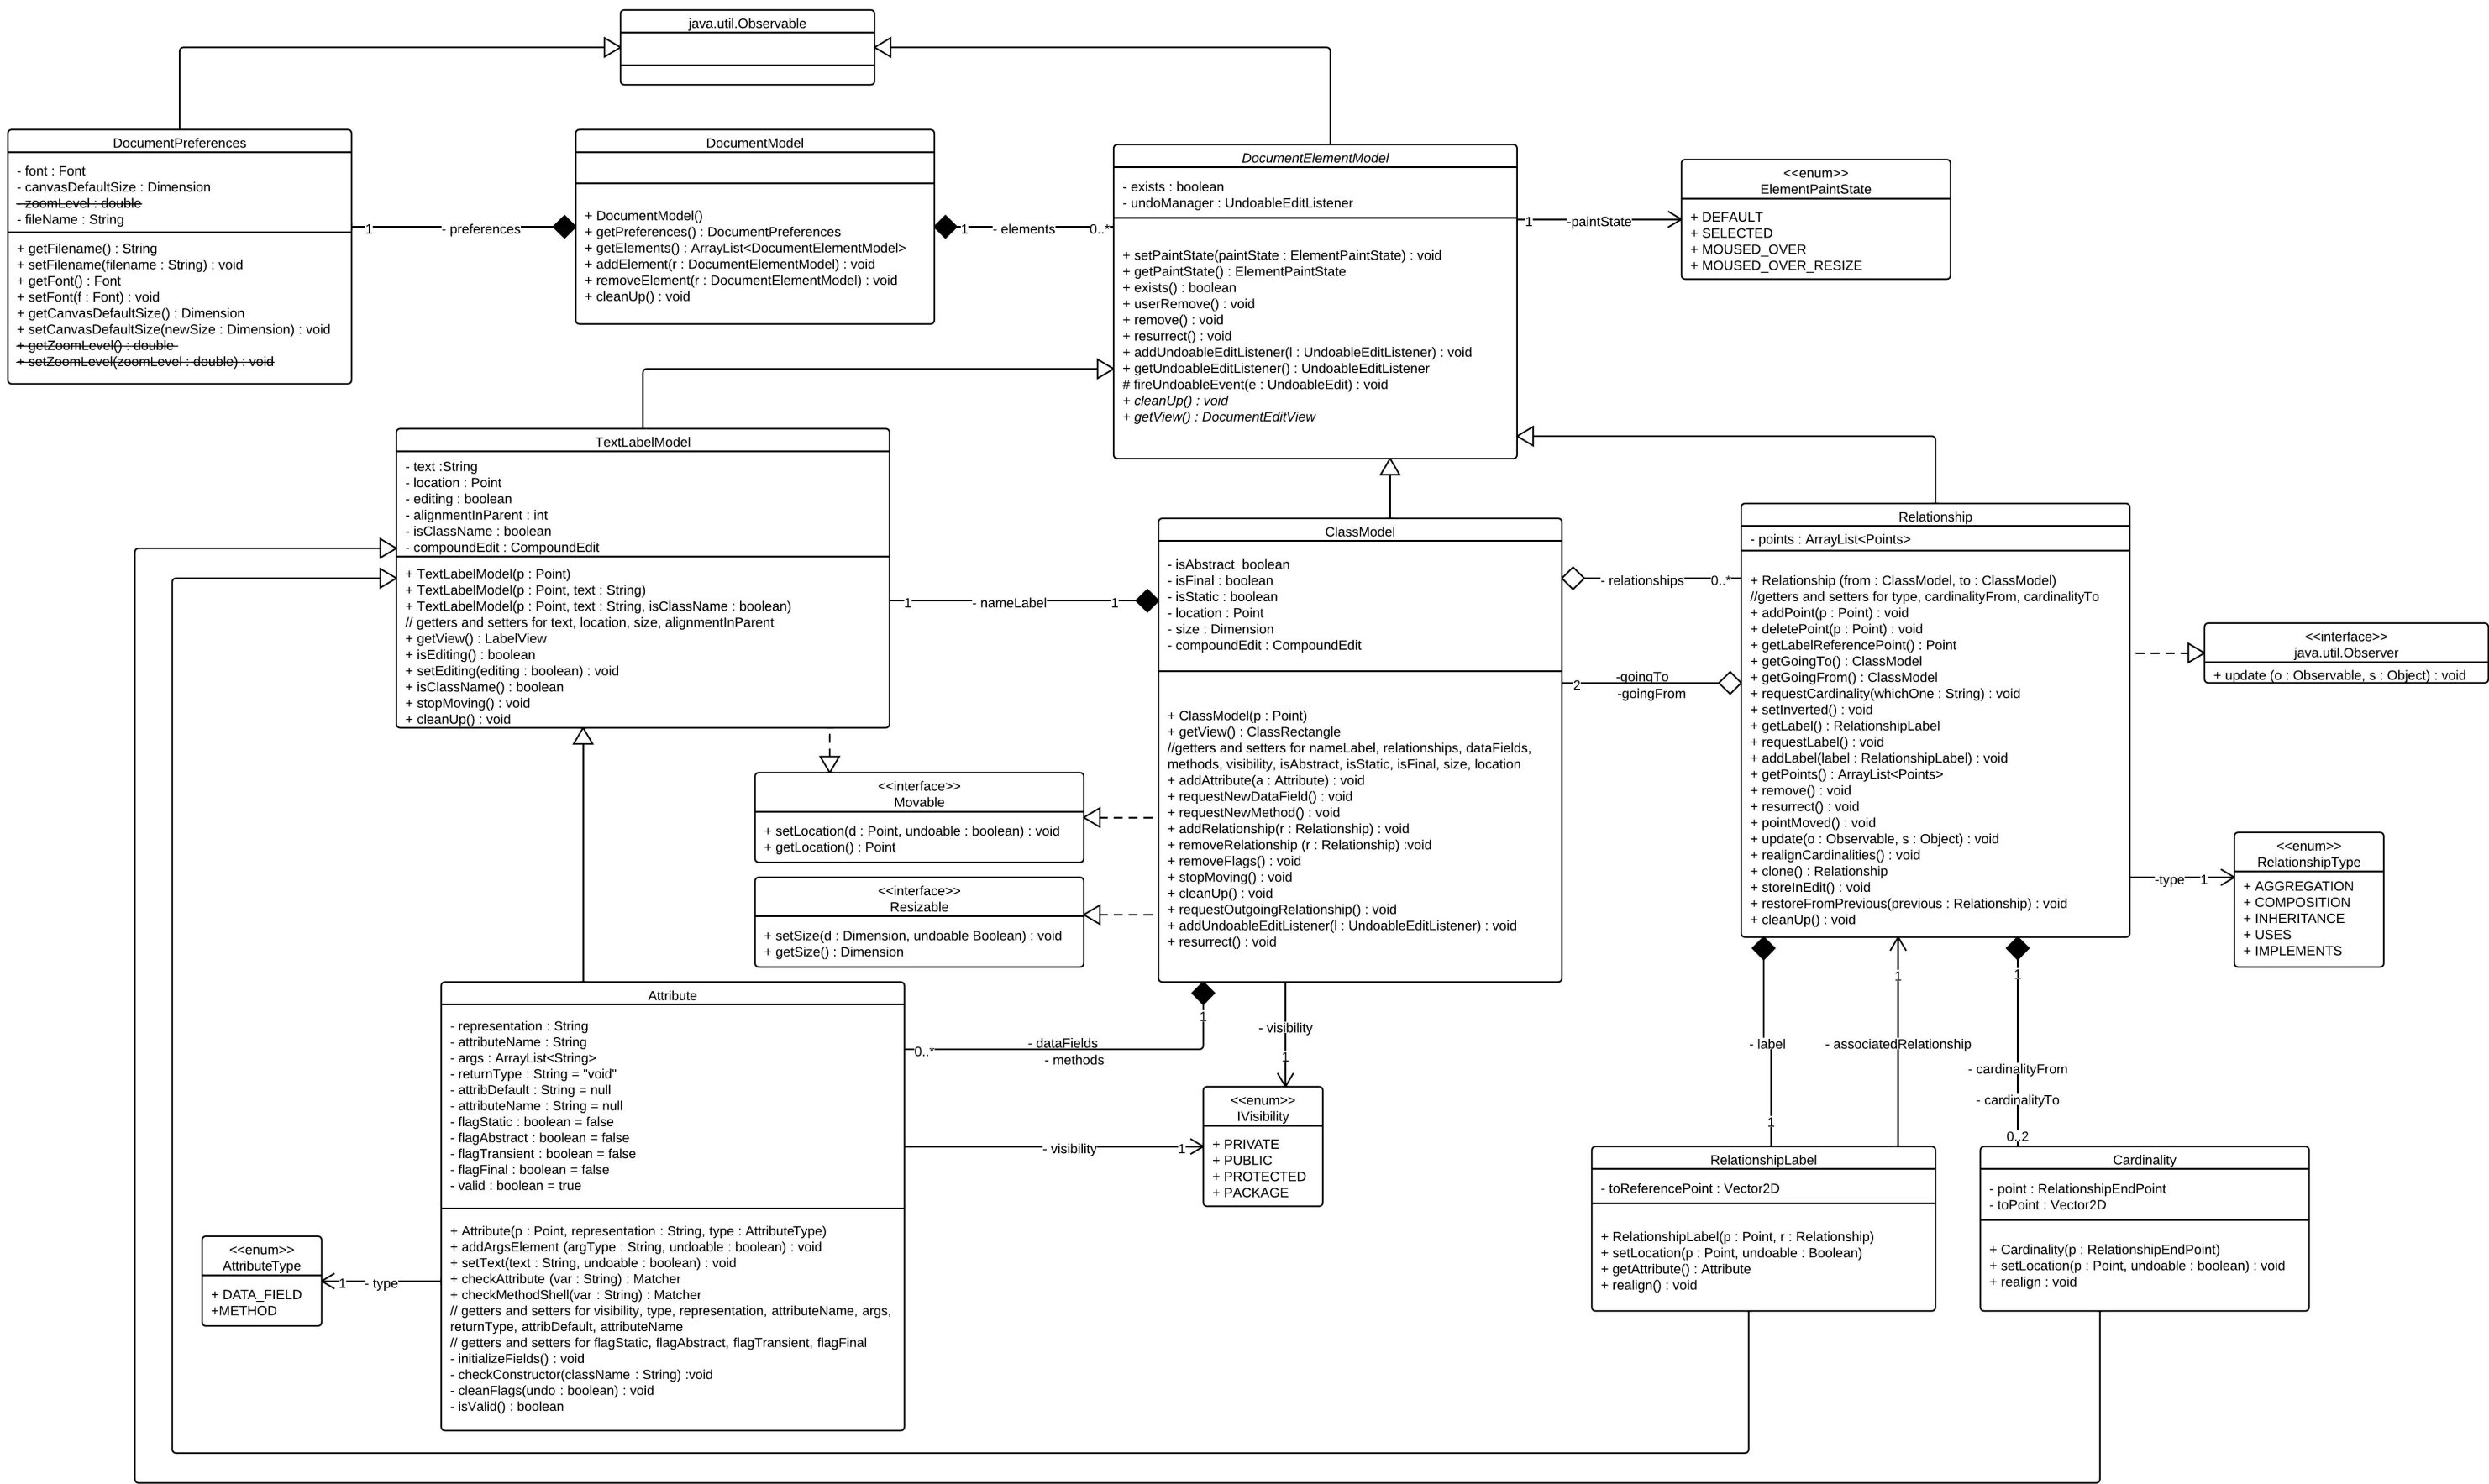 java.util.Observable
DocumentPreferences
- font : Font
- canvasDefaultSize : Dimension
- zoomLevel : double
- fileName : String
+ getFilename() : String
+ setFilename(filename : String) : void
+ getFont() : Font
+ setFont(f : Font) : void
+ getCanvasDefaultSize() : Dimension
+ setCanvasDefaultSize(newSize : Dimension) : void
+ getZoomLevel() : double
+ setZoomLevel(zoomLevel : double) : void
1
- preferences
DocumentModel
+ DocumentModel()
+ getPreferences() : DocumentPreferences
+ getElements() : ArrayList<DocumentElementModel>
+ addElement(r : DocumentElementModel) : void
+ removeElement(r : DocumentElementModel) : void
+ cleanUp() : void
1
- elements
0..*
DocumentElementModel
- exists : boolean
- undoManager : UndoableEditListener
+ setPaintState(paintState : ElementPaintState) : void
+ getPaintState() : ElementPaintState
+ exists() : boolean
+ userRemove() : void
+ remove() : void
+ resurrect() : void
+ addUndoableEditListener(l : UndoableEditListener) : void
+ getUndoableEditListener() : UndoableEditListener
# fireUndoableEvent(e : UndoableEdit) : void
+ cleanUp() : void
+ getView() : DocumentEditView
1
-paintState
<<enum>>
ElementPaintState
+ DEFAULT
+ SELECTED
+ MOUSED_OVER
+ MOUSED_OVER_RESIZE
TextLabelModel
- text :String
- location : Point
- editing : boolean
- alignmentInParent : int
- isClassName : boolean
- compoundEdit : CompoundEdit
+ TextLabelModel(p : Point)
+ TextLabelModel(p : Point, text : String)
+ TextLabelModel(p : Point, text : String, isClassName : boolean)
// getters and setters for text, location, size, alignmentInParent
+ getView() : LabelView
+ isEditing() : boolean
+ setEditing(editing : boolean) : void
+ isClassName() : boolean
+ stopMoving() : void
+ cleanUp() : void
1
- nameLabel
1
ClassModel
- isAbstract  boolean
- isFinal : boolean
- isStatic : boolean
- location : Point
- size : Dimension
- compoundEdit : CompoundEdit
+ ClassModel(p : Point)
+ getView() : ClassRectangle
//getters and setters for nameLabel, relationships, dataFields,
methods, visibility, isAbstract, isStatic, isFinal, size, location
+ addAttribute(a : Attribute) : void
+ requestNewDataField() : void
+ requestNewMethod() : void
+ addRelationship(r : Relationship) : void
+ removeRelationship (r : Relationship) :void
+ removeFlags() : void
+ stopMoving() : void
+ cleanUp() : void
+ requestOutgoingRelationship() : void
+ addUndoableEditListener(l : UndoableEditListener) : void
+ resurrect() : void
- relationships
0..*
2
-goingTo
-goingFrom
Relationship
- points : ArrayList<Points>
+ Relationship (from : ClassModel, to : ClassModel)
//getters and setters for type, cardinalityFrom, cardinalityTo
+ addPoint(p : Point) : void
+ deletePoint(p : Point) : void
+ getLabelReferencePoint() : Point
+ getGoingTo() : ClassModel
+ getGoingFrom() : ClassModel
+ requestCardinality(whichOne : String) : void
+ setInverted() : void
+ getLabel() : RelationshipLabel
+ requestLabel() : void
+ addLabel(label : RelationshipLabel) : void
+ getPoints() : ArrayList<Points>
+ remove() : void
+ resurrect() : void
+ pointMoved() : void
+ update(o : Observable, s : Object) : void
+ realignCardinalities() : void
+ clone() : Relationship
+ storeInEdit() : void
+ restoreFromPrevious(previous : Relationship) : void
+ cleanUp() : void
<<interface>>
java.util.Observer
+ update (o : Observable, s : Object) : void
-type
1
<<enum>>
RelationshipType
+ AGGREGATION
+ COMPOSITION
+ INHERITANCE
+ USES
+ IMPLEMENTS
<<interface>>
Movable
+ setLocation(d : Point, undoable : boolean) : void
+ getLocation() : Point
<<interface>>
Resizable
+ setSize(d : Dimension, undoable Boolean) : void
+ getSize() : Dimension
Attribute
- representation : String
- attributeName : String
- args : ArrayList<String>
- returnType : String = "void"
- attribDefault : String = null
- attributeName : String = null
- flagStatic : boolean = false
- flagAbstract : boolean = false
- flagTransient : boolean = false
- flagFinal : boolean = false
- valid : boolean = true
+ Attribute(p : Point, representation : String, type : AttributeType)
+ addArgsElement (argType : String, undoable : boolean) : void
+ setText(text : String, undoable : boolean) : void
+ checkAttribute (var : String) : Matcher
+ checkMethodShell(var : String) : Matcher
// getters and setters for visibility, type, representation, attributeName, args,
returnType, attribDefault, attributeName
// getters and setters for flagStatic, flagAbstract, flagTransient, flagFinal
- initializeFields() : void
- checkConstructor(className : String) :void
- cleanFlags(undo : boolean) : void
- isValid() : boolean
0..*
- dataFields
- methods
1
- visibility
1
- visibility
1
<<enum>>
IVisibility
+ PRIVATE
+ PUBLIC
+ PROTECTED
+ PACKAGE
<<enum>>
AttributeType
+ DATA_FIELD
+METHOD
1
- type
- label
1
1
- associatedRelationship
1
- cardinalityFrom
- cardinalityTo
0..2
RelationshipLabel
- toReferencePoint : Vector2D
+ RelationshipLabel(p : Point, r : Relationship)
+ setLocation(p : Point, undoable : Boolean)
+ getAttribute() : Attribute
+ realign() : void
Cardinality
- point : RelationshipEndPoint
- toPoint : Vector2D
+ Cardinality(p : RelationshipEndPoint)
+ setLocation(p : Point, undoable : boolean) : void
+ realign : void